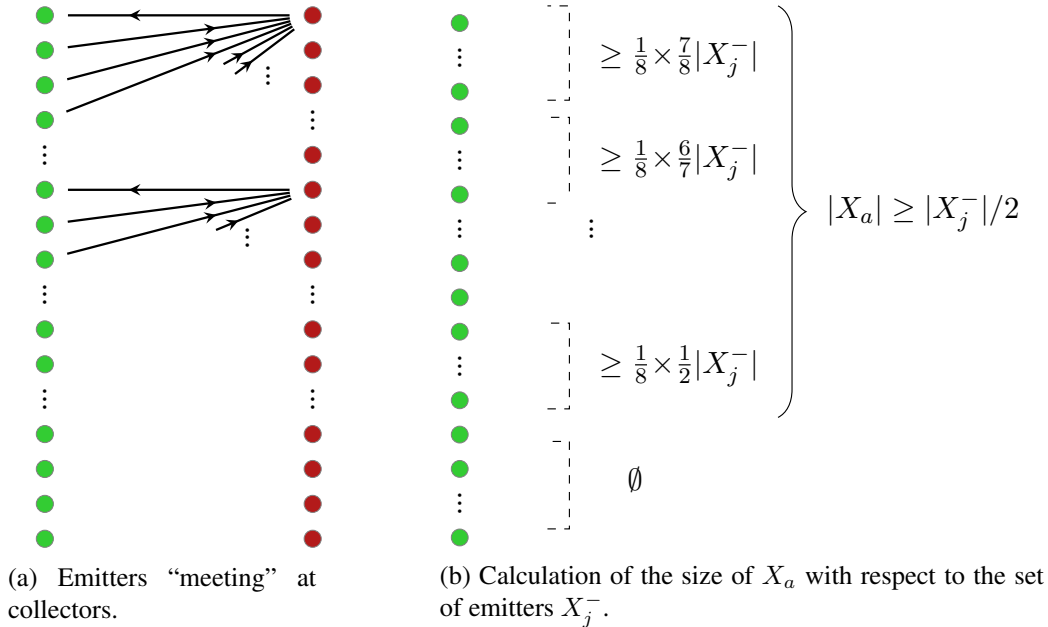 ≥ 1/8 × 7/8 |X_j^-|
≥ 1/8 × 6/7 |X_j^-|
|X_a| ≥ |X_j^-|/2
≥ 1/8 × 1/2 |X_j^-|
∅
(a) Emitters “meeting” at
collectors.
(b) Calculation of the size of X_a with respect to the set
of emitters X_j^-.